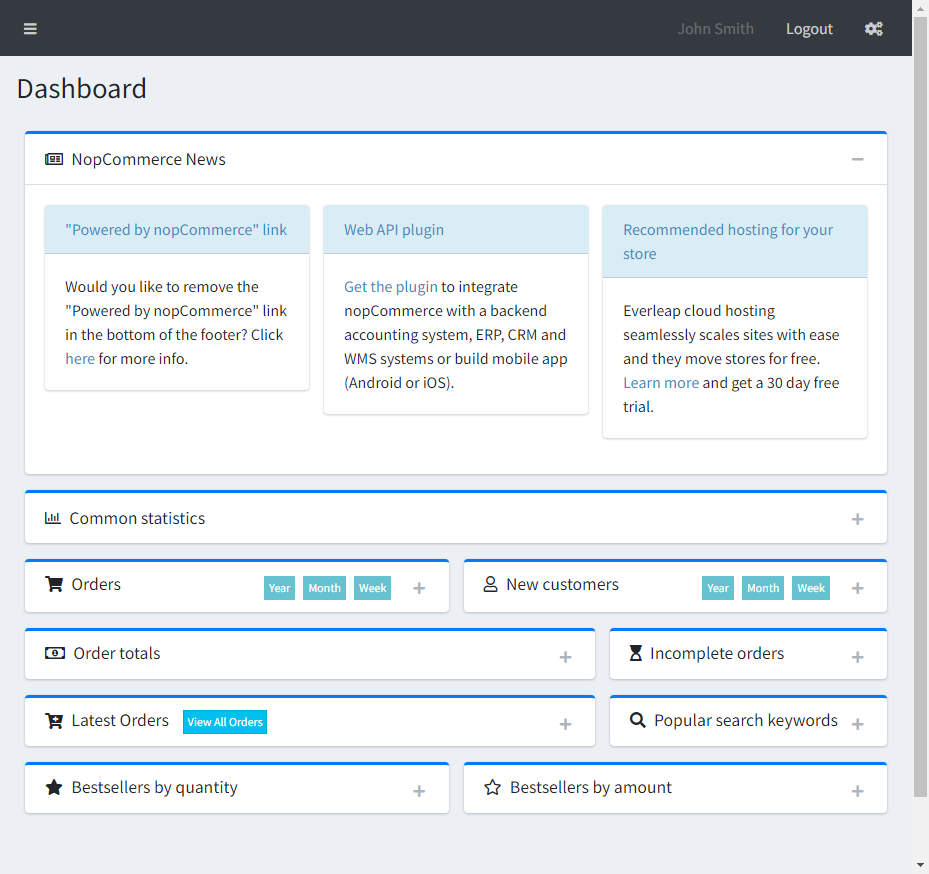 John Smith Logout
Dashboard
NopCommerce News
"Powered by nopCommerce" link
Would you like to remove the
"Powered by nopCommerce" link
in the bottom of the footer? Click
here for more info.
Web API plugin
Get the plugin to integrate
nopCommerce with a backend
accounting system, ERP, CRM and
WMS systems or build mobile app
(Android or iOS).
Recommended hosting for your
store
Everleap cloud hosting
seamlessly scales sites with ease
and they move stores for free.
Learn more and get a 30 day free
trial.
Common statistics
Orders Year Month Week
New customers Year Month Week
Order totals
Incomplete orders
Latest Orders View All Orders
Popular search keywords
Bestsellers by quantity
Bestsellers by amount